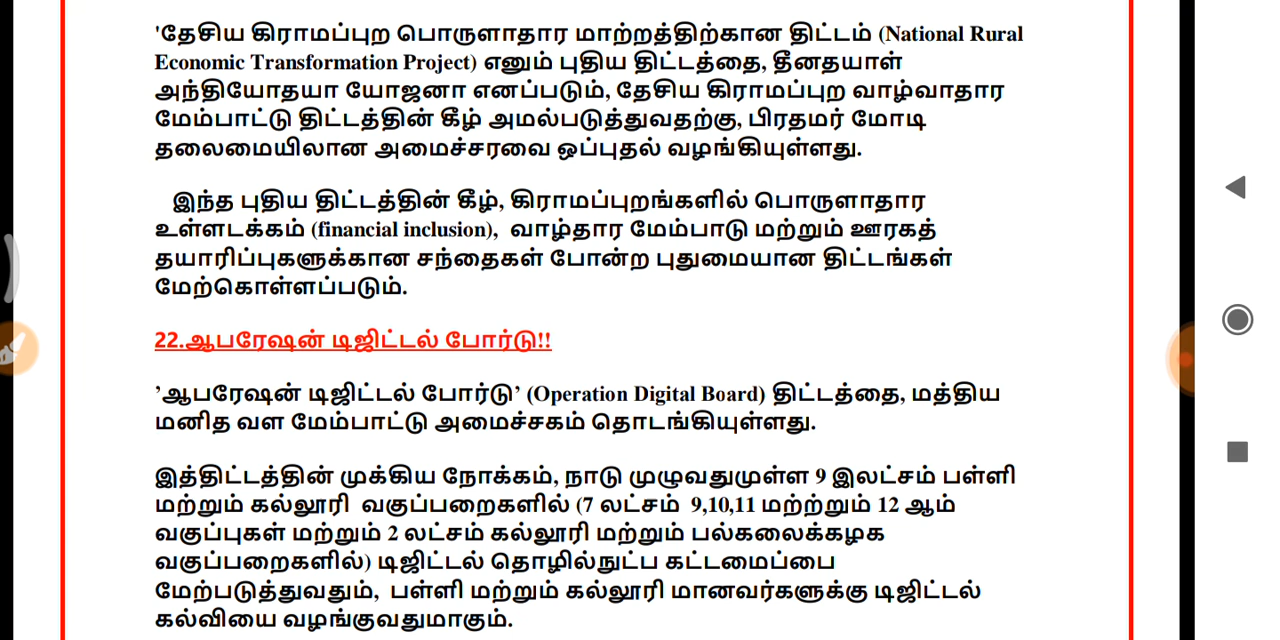 'தேசிய கிராமப்புற பொருளாதார மாற்றத்திற்கான திட்டம் (National Rural
Economic Transformation Project) எனும் புதிய திட்டத்தை, தீனதயாள்
அந்தியோதயா யோஜனா எனப்படும், தேசிய கிராமப்புற வாழ்வாதார
மேம்பாட்டு திட்டத்தின் கீழ் அமல்படுத்துவதற்கு, பிரதமர் மோடி
தலைமையிலான அமைச்சரவை ஒப்புதல் வழங்கியுள்ளது.
இந்த புதிய திட்டத்தின் கீழ், கிராமப்புறங்களில் பொருளாதார
உள்ளடக்கம் (financial inclusion), வாழ்தார மேம்பாடு மற்றும் ஊரகத்
தயாரிப்புகளுக்கான சந்தைகள் போன்ற புதுமையான திட்டங்கள்
மேற்கொள்ளப்படும்.
22.ஆபரேஷன் டிஜிட்டல் போர்டு!!
’ஆபரேஷன் டிஜிட்டல் போர்டு’ (Operation Digital Board) திட்டத்தை, மத்திய
மனித வள மேம்பாட்டு அமைச்சகம் தொடங்கியுள்ளது.
இத்திட்டத்தின் முக்கிய நோக்கம், நாடு முழுவதுமுள்ள 9 இலட்சம் பள்ளி
மற்றும் கல்லூரி வகுப்பறைகளில் (7 லட்சம் 9,10,11 மற்ற்றும் 12 ஆம்
வகுப்புகள் மற்றும் 2 லட்சம் கல்லூரி மற்றும் பல்கலைக்கழக
வகுப்பறைகளில்) டிஜிட்டல் தொழில்நுட்ப கட்டமைப்பை
மேற்படுத்துவதும், பள்ளி மற்றும் கல்லூரி மானவர்களுக்கு டிஜிட்டல்
கல்வியை வழங்குவதுமாகும்.